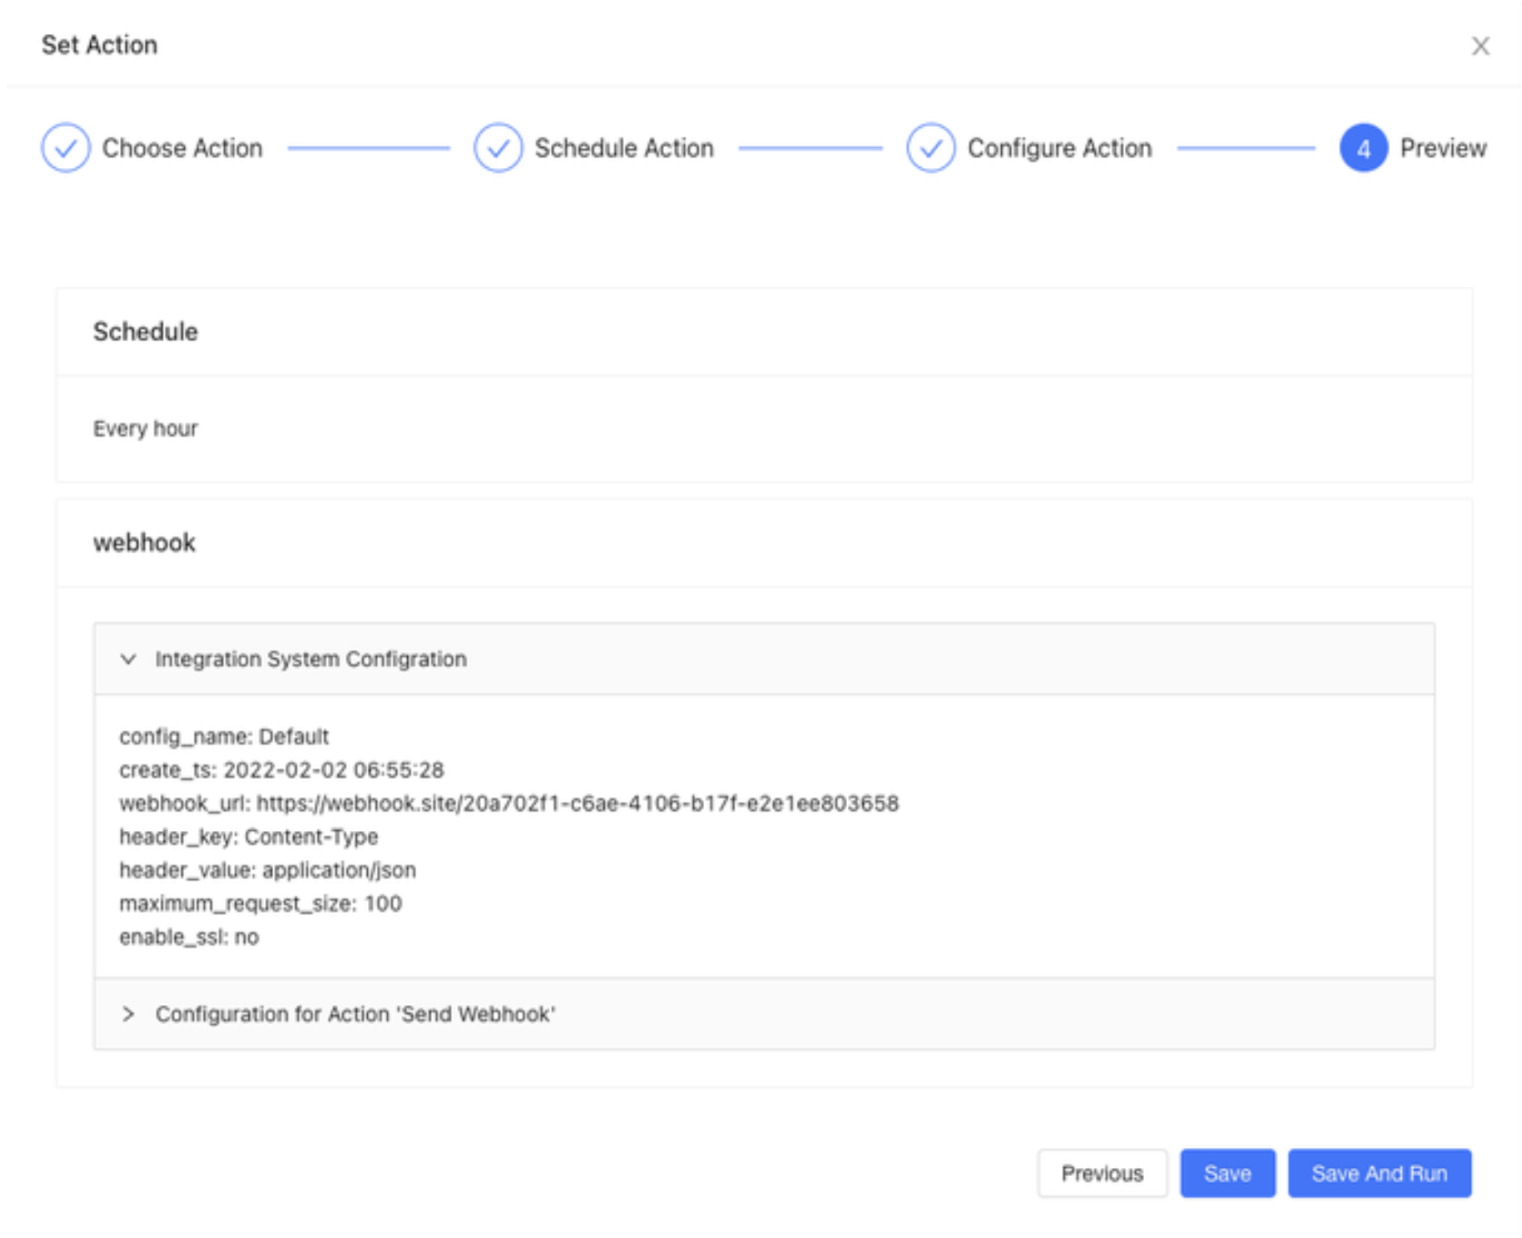 Set Action
Choose Action
Schedule Action
Configure Action
4 Preview
Schedule
Every hour
webhook
Integration System Configration
config_name: Default
create_ts: 2022-02-02 06:55:28
webhook_url: https://webhook.site/20a702f1-c6ae-4106-b17f-e2e1ee803658
header_key: Content-Type
header_value: application/json
maximum_request_size: 100
enable_ssl: no
Configuration for Action 'Send Webhook'
Previous
Save
Save And Run